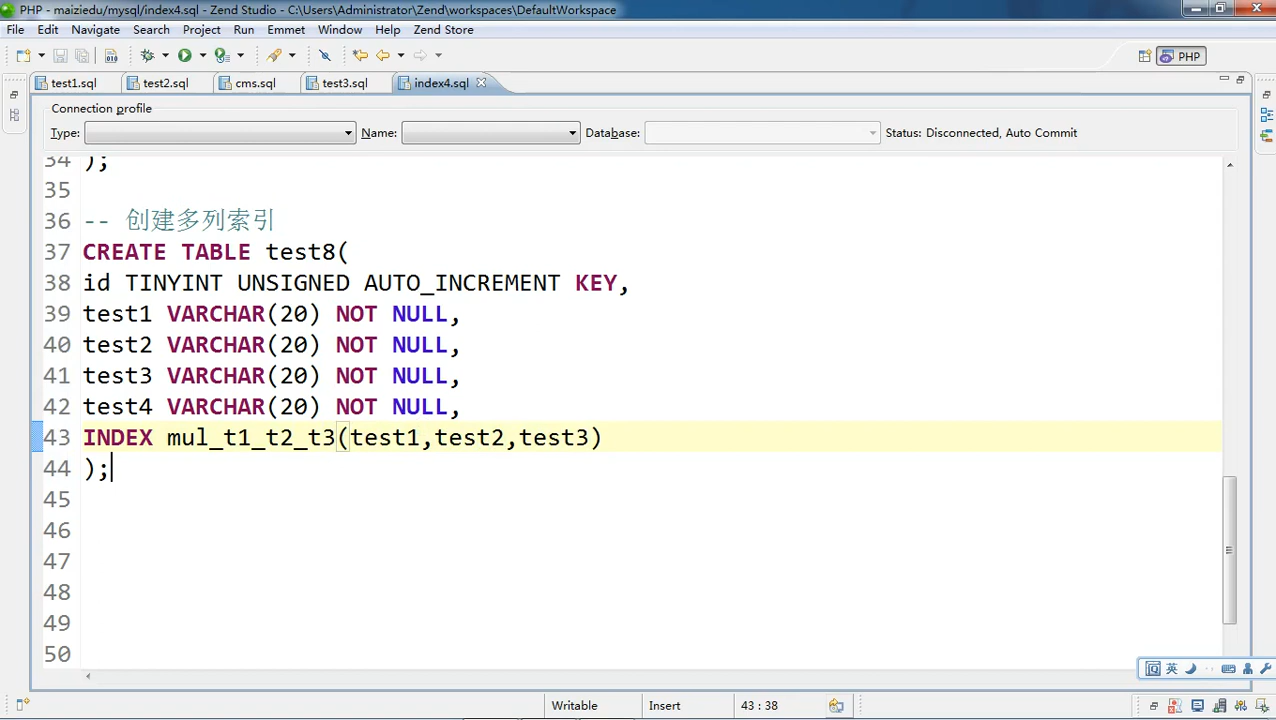 PHP - maiziedu/mysql/index4.sql - Zend Studio - C:\Users\Administrator\Zend\workspaces\DefaultWorkspace
File Edit Navigate Search Project Run Emmet Window Help Zend Store
PHP
test1.sql test2.sql cms.sql test3.sql index4.sql
Connection profile
Type: Name: Database: Status: Disconnected, Auto Commit
34 );
35
36 -- 创建多列索引
37 CREATE TABLE test8(
38 id TINYINT UNSIGNED AUTO_INCREMENT KEY,
39 test1 VARCHAR(20) NOT NULL,
40 test2 VARCHAR(20) NOT NULL,
41 test3 VARCHAR(20) NOT NULL,
42 test4 VARCHAR(20) NOT NULL,
43 INDEX mul_t1_t2_t3(test1,test2,test3)
44 );
45
46
47
48
49
50
英
Writable Insert 43 : 38